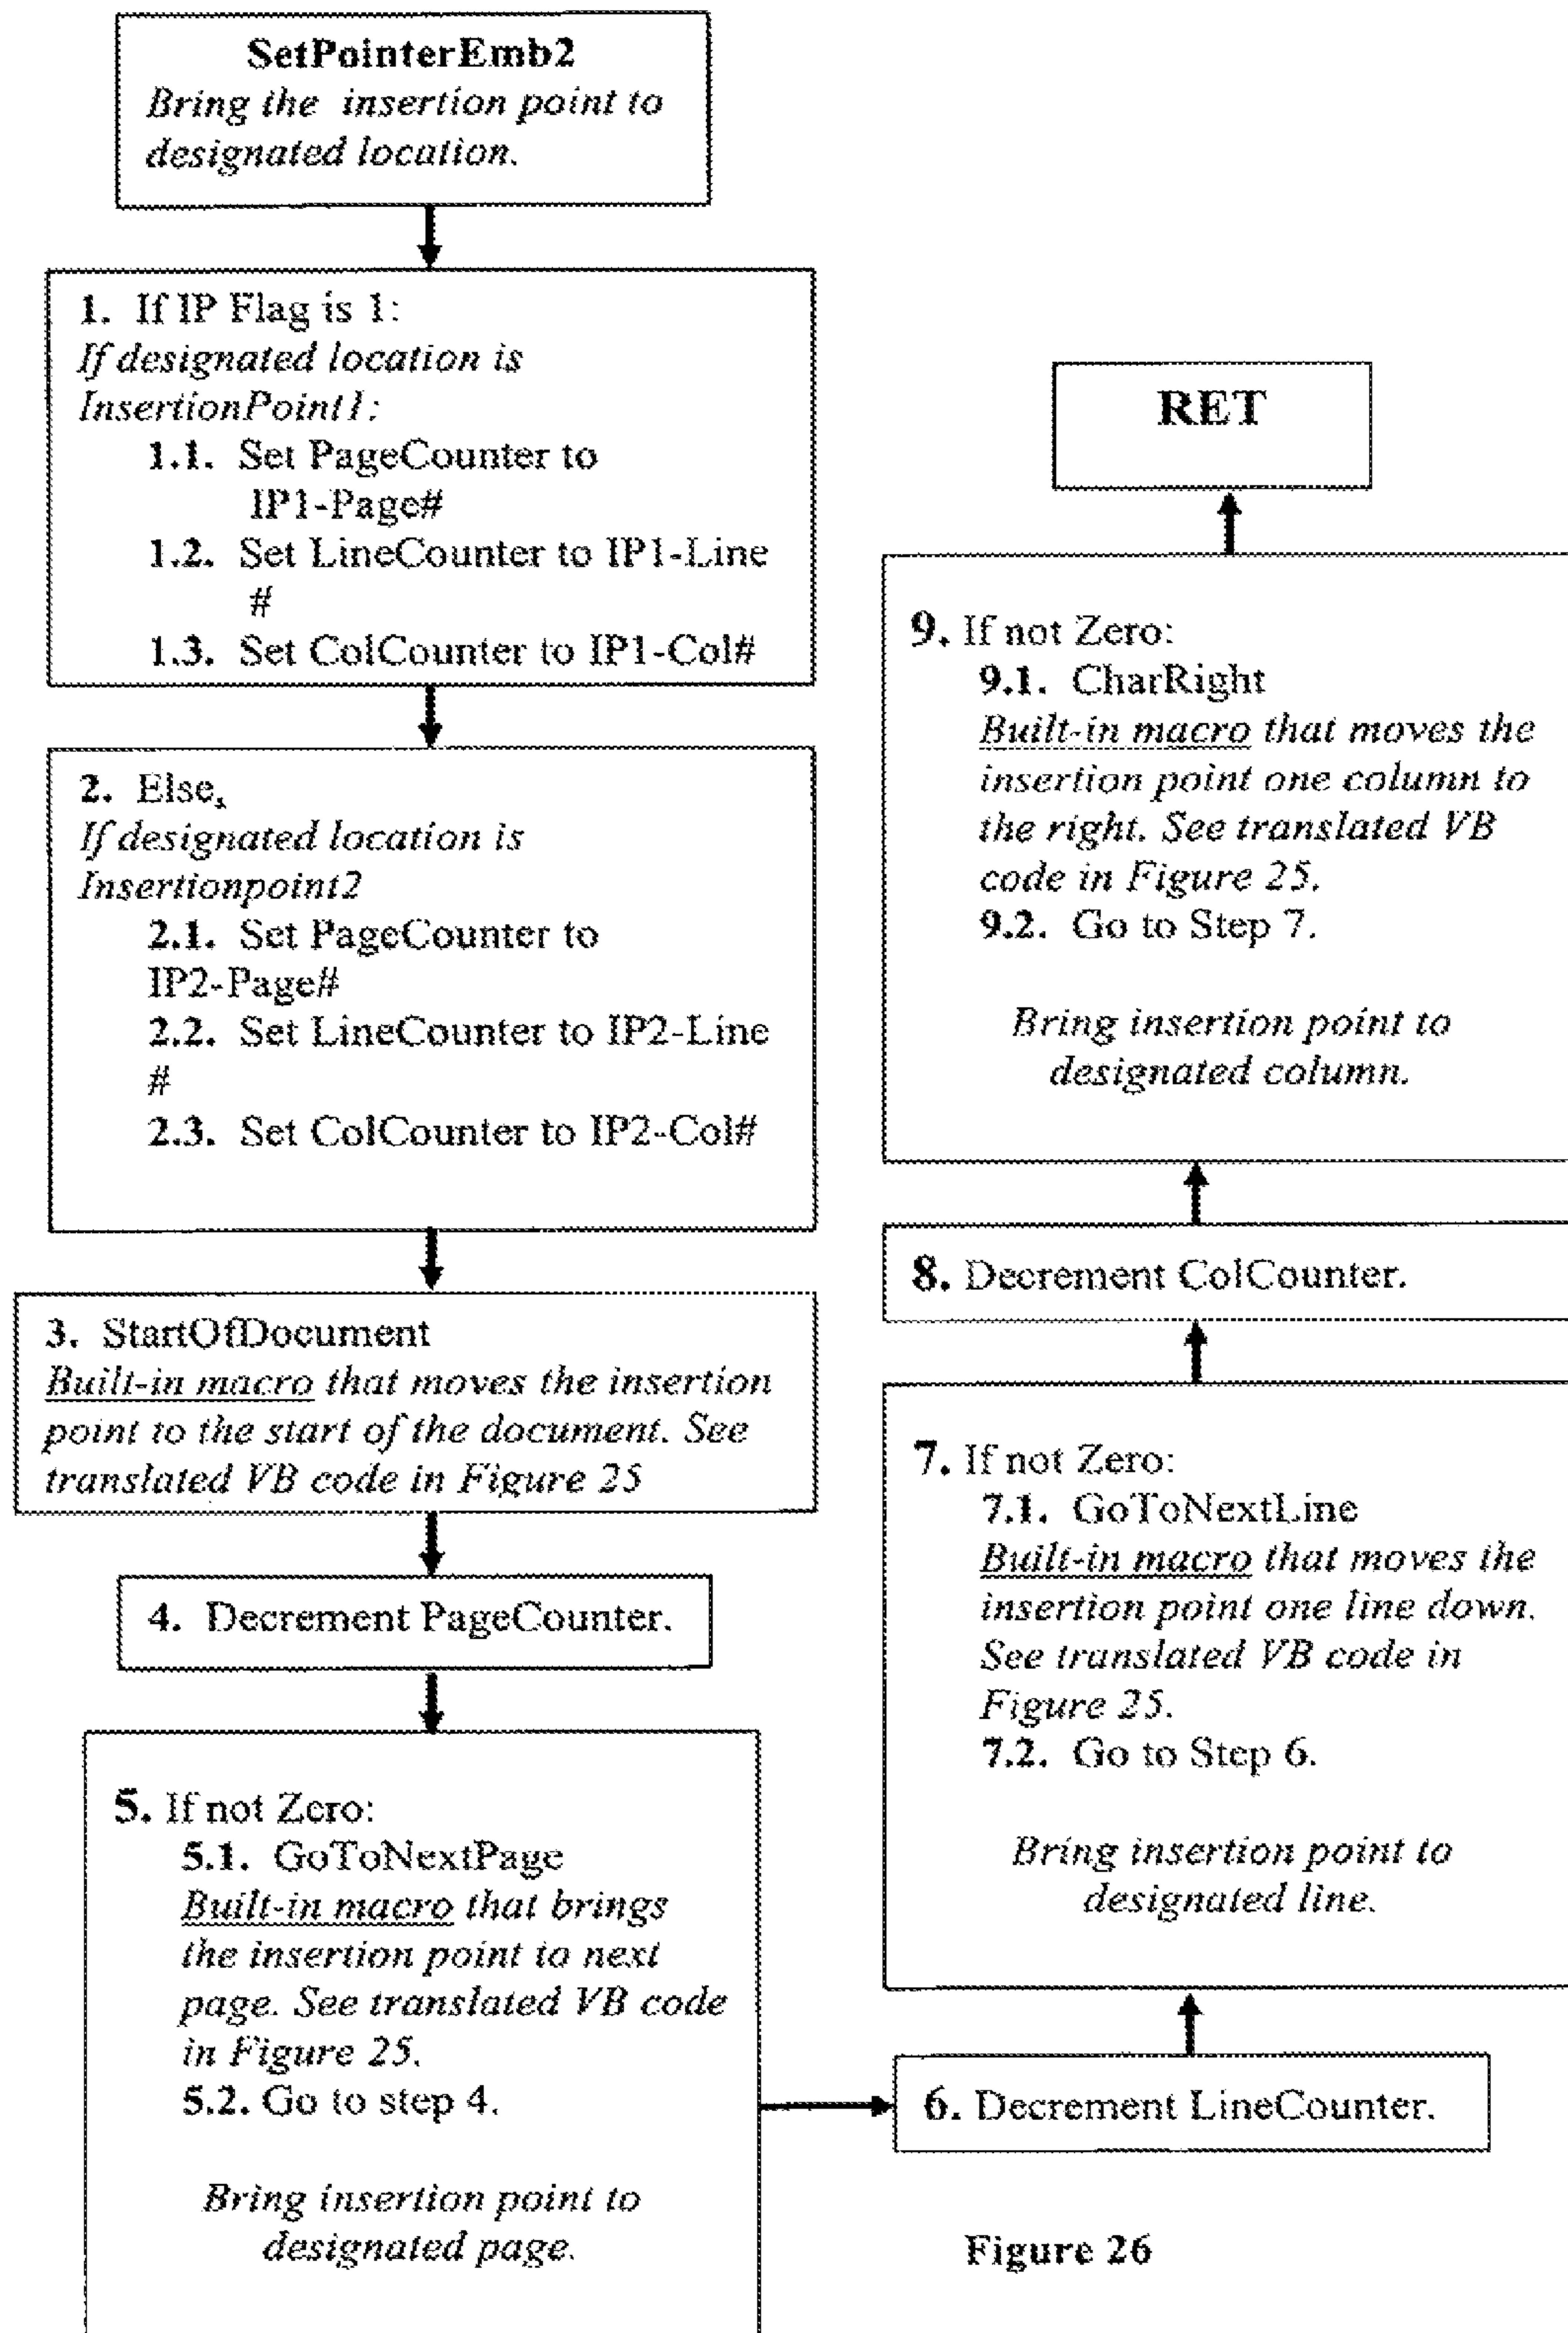 SetPointerEmb2
Bring the insertion point to
designated location.
1. If IP Flag is 1:
If designated location is
InsertionPoint1:
1.1. Set PageCounter to
IP1-Page#
1.2. Set LineCounter to IP1-Line
#
1.3. Set ColCounter to IP1-Col#
2. Else,
If designated location is
Insertionpoint2
2.1. Set PageCounter to
IP2-Page#
2.2. Set LineCounter to IP2-Line
#
2.3. Set ColCounter to IP2-Col#
3. StartOfDocument
Built-in macro that moves the insertion
point to the start of the document. See
translated VB code in Figure 25
4. Decrement PageCounter.
5. If not Zero:
5.1. GoToNextPage
Built-in macro that brings
the insertion point to next
page. See translated VB code
in Figure 25.
5.2. Go to step 4.
Bring insertion point to
designated page.
6. Decrement LineCounter.
7. If not Zero:
7.1. GoToNextLine
Built-in macro that moves the
insertion point one line down.
See translated VB code in
Figure 25.
7.2. Go to Step 6.
Bring insertion point to
designated line.
8. Decrement ColCounter.
9. If not Zero:
9.1. CharRight
Built-in macro that moves the
insertion point one column to
the right. See translated VB
code in Figure 25.
9.2. Go to Step 7.
Bring insertion point to
designated column.
RET
Figure 26